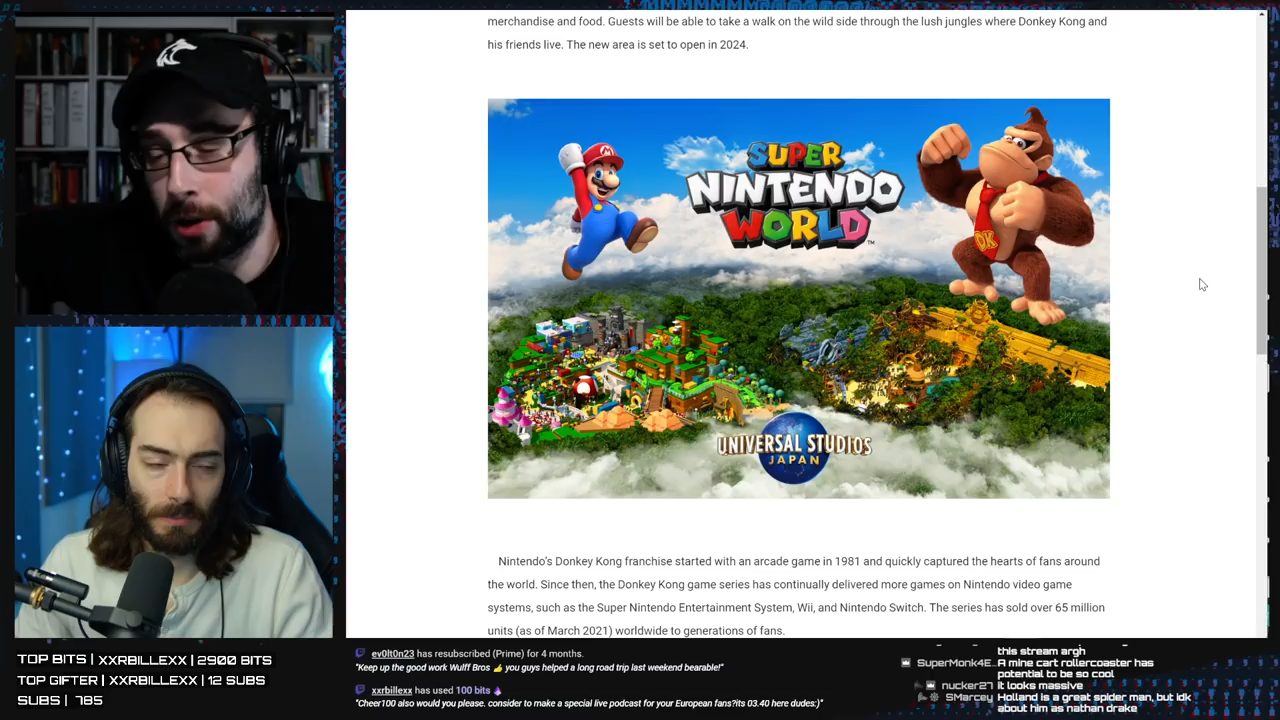 merchandise and food. Guests will be able to take a walk on the wild side through the lush jungles where Donkey Kong and
his friends live. The new area is set to open in 2024.
SUPER
NINTENDO
WORLD™
M
DK
UNIVERSAL STUDIOS
JAPAN
Nintendo's Donkey Kong franchise started with an arcade game in 1981 and quickly captured the hearts of fans around
the world. Since then, the Donkey Kong game series has continually delivered more games on Nintendo video game
systems, such as the Super Nintendo Entertainment System, Wii, and Nintendo Switch. The series has sold over 65 million
units (as of March 2021) worldwide to generations of fans.
TOP BITS | XXRBILLEXX | 2900 BITS
TOP GIFTER | XXRBILLEXX | 12 SUBS
SUBS | 785
ev0lt0n23 has resubscribed (Prime) for 4 months.
"Keep up the good work Wulff Bros 👍 you guys helped a long road trip last weekend bearable!"
xxrbillexx has used 100 bits
"Cheer100 also would you please. consider to make a special live podcast for your European fans?its 03.40 here dudes:)"
this stream argh
SuperMonk4E.. A mine cart rollercoaster has
potential to be so cool
nucker27 it looks massive
SMarcey Holland is a great spider man, but idk
about him as nathan drake